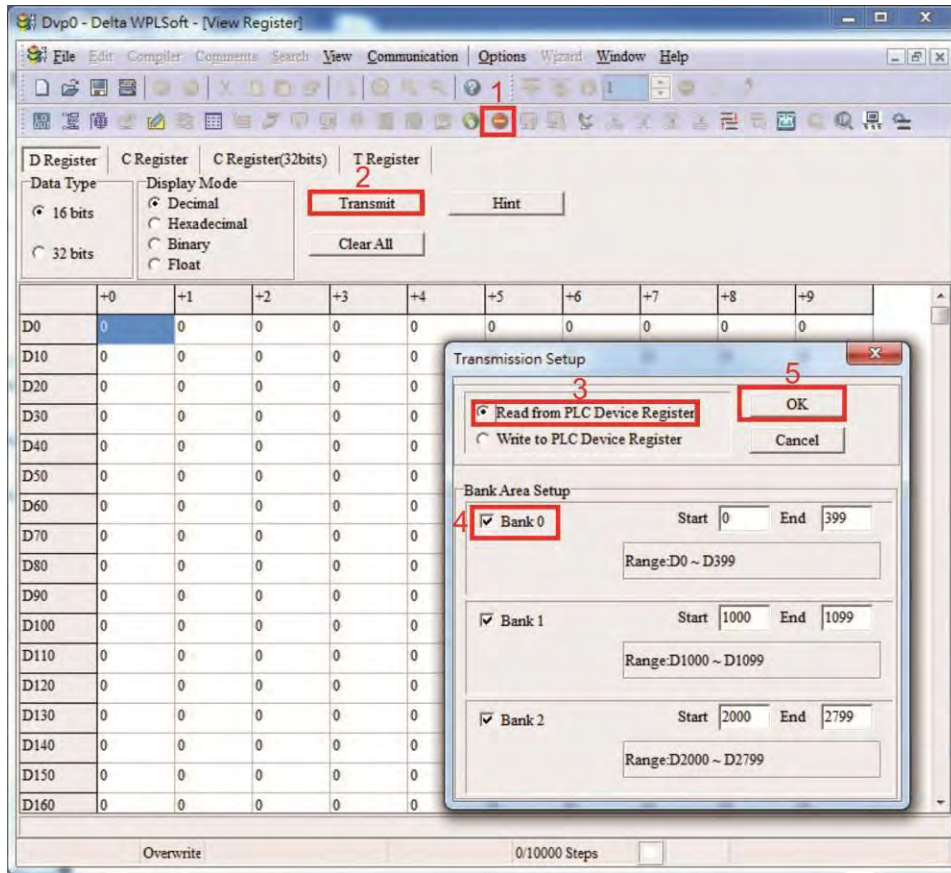 Dvp0 - Delta WPLSoft - [View Register]
File Edit Compiler Comments Search View Communication Options Wizard Window Help
1
1
D Register C Register C Register(32bits) T Register
2
Data Type Display Mode
16 bits Decimal Transmit Hint
Hexadecimal
32 bits Binary Clear All
Float
+0 +1 +2 +3 +4 +5 +6 +7 +8 +9
D0 0 0 0 0 0 0 0 0 0 0
D10 0 0 0 0 0
D20 0 0 0 0 0
D30 0 0 0 0 0
D40 0 0 0 0 0
D50 0 0 0 0 0
D60 0 0 0 0 0
D70 0 0 0 0 0
D80 0 0 0 0 0
D90 0 0 0 0 0
D100 0 0 0 0 0
D110 0 0 0 0 0
D120 0 0 0 0 0
D130 0 0 0 0 0
D140 0 0 0 0 0
D150 0 0 0 0 0
D160 0 0 0 0 0
Transmission Setup
3 5
Read from PLC Device Register OK
Write to PLC Device Register Cancel
Bank Area Setup
4 Bank 0 Start 0 End 399
Range:D0 ~ D399
Bank 1 Start 1000 End 1099
Range:D1000 ~ D1099
Bank 2 Start 2000 End 2799
Range:D2000 ~ D2799
Overwrite 0/10000 Steps